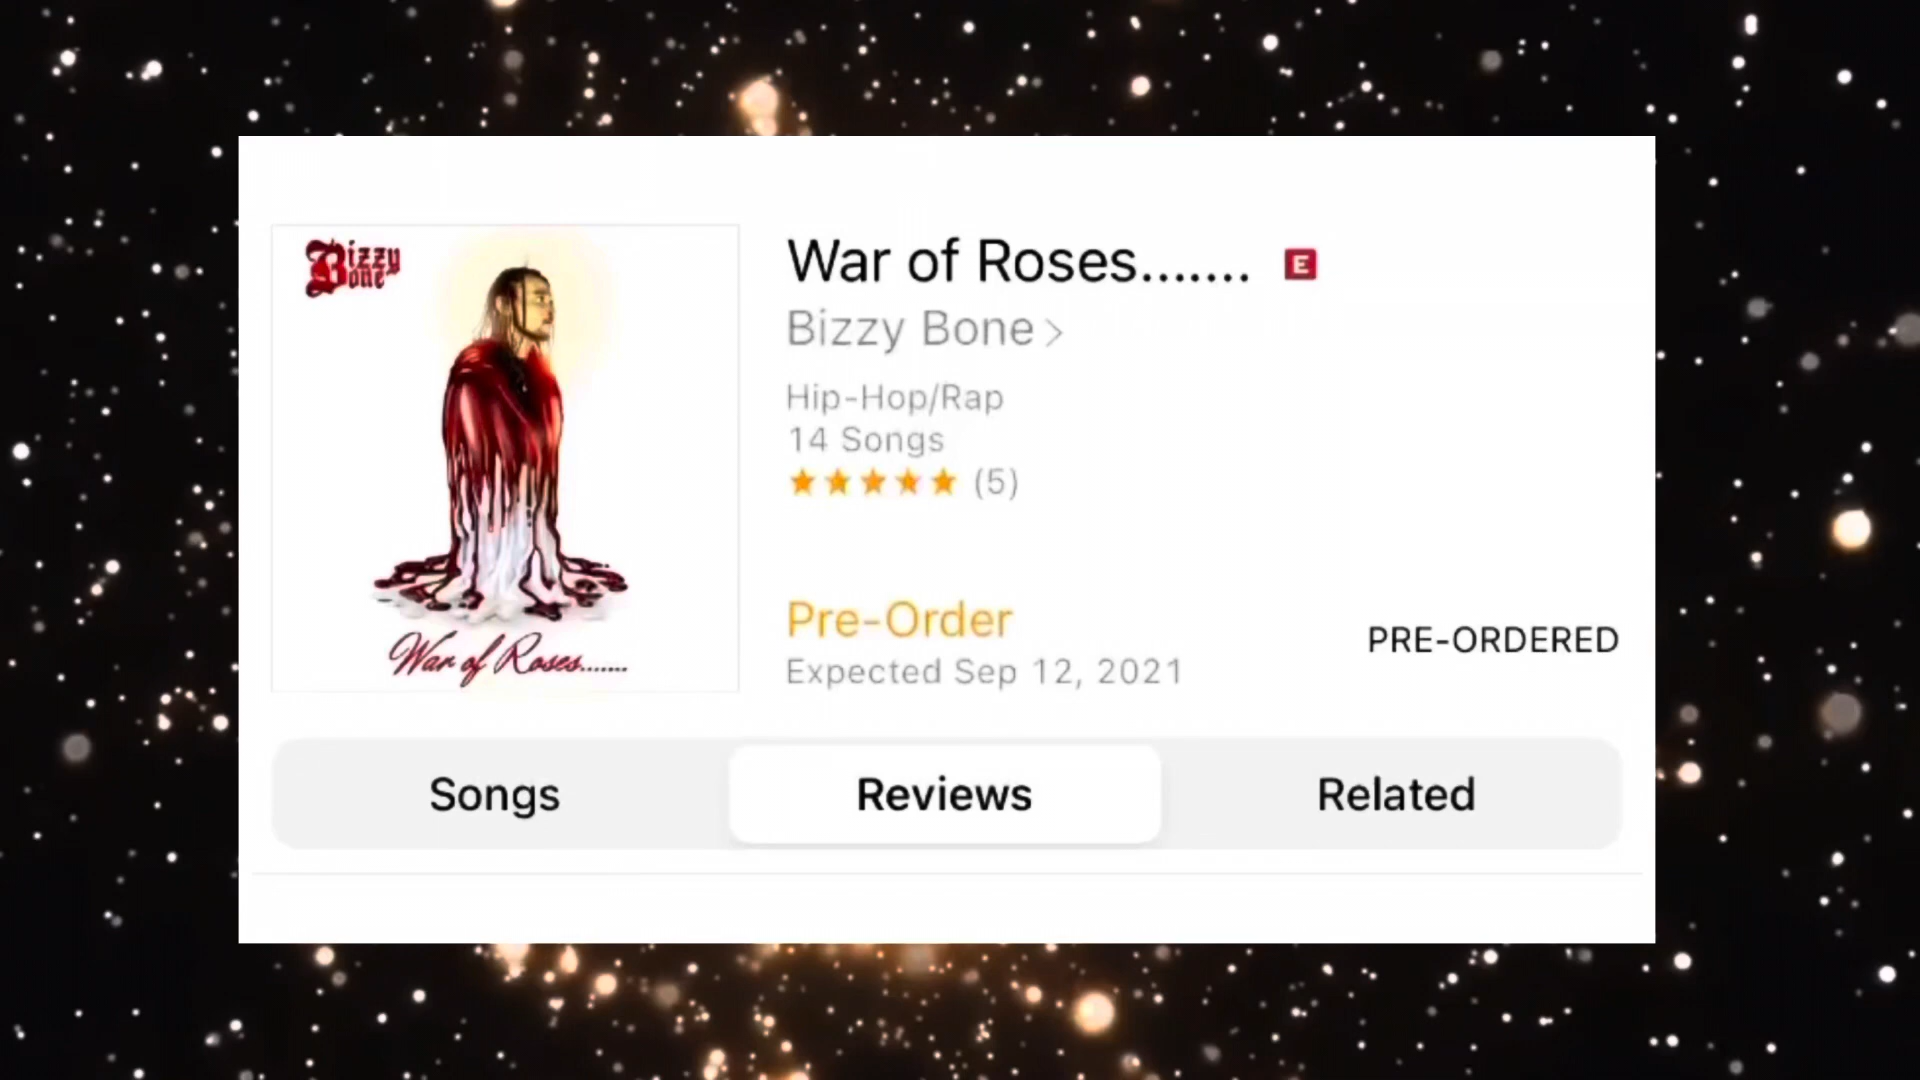 Bizzy
Bone
War of Roses.......
War of Roses....... E
Bizzy Bone >
Hip-Hop/Rap
14 Songs
★★★★★ (5)
Pre-Order
Expected Sep 12, 2021
PRE-ORDERED
Songs
Reviews
Related